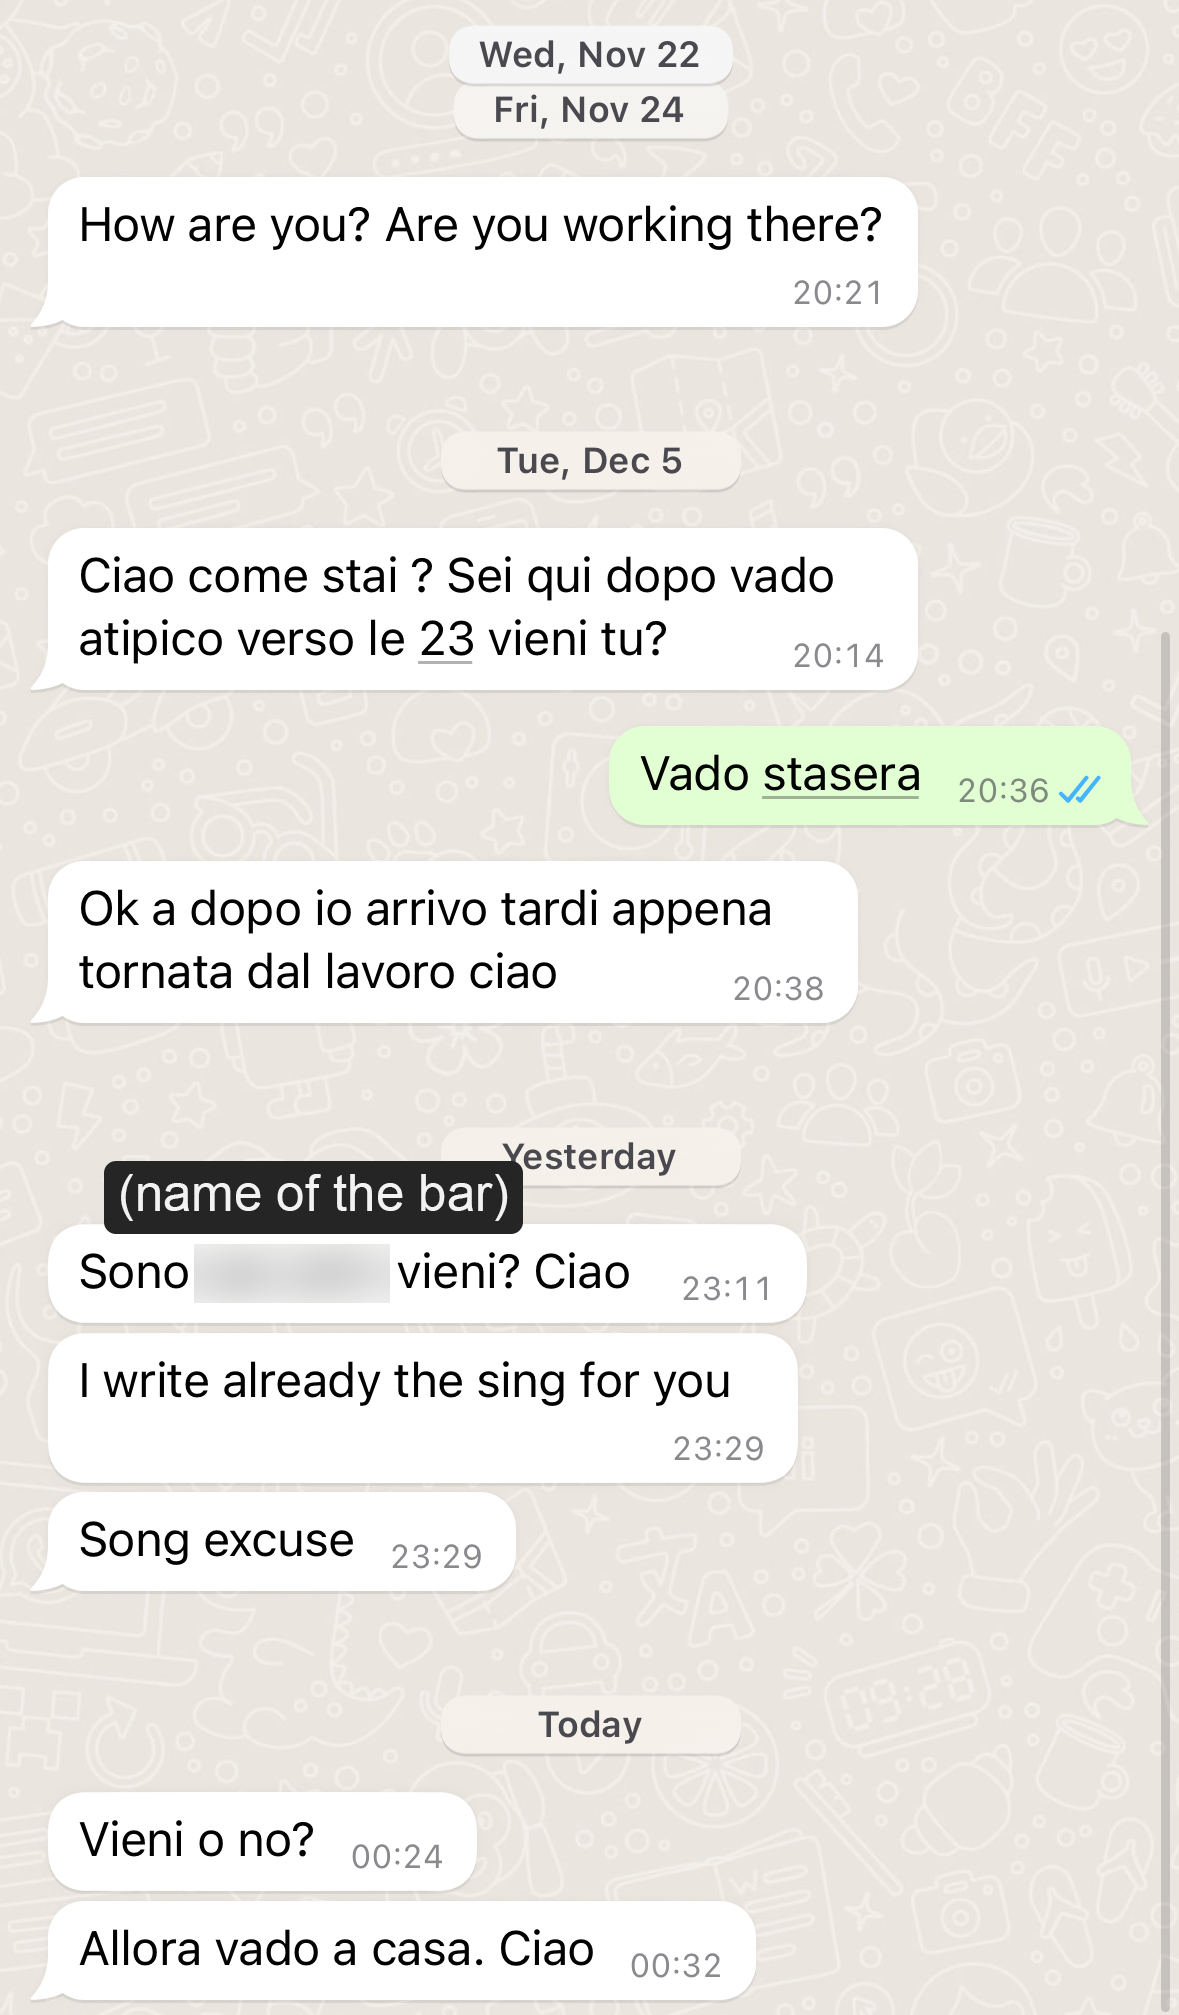 Wed, Nov 22
Fri, Nov 24
How are you? Are you working there?
20:21
Tue, Dec 5
Ciao come stai ? Sei qui dopo vado
atipico verso le 23 vieni tu?
20:14
Vado stasera 20:36
Ok a dopo io arrivo tardi appena
tornata dal lavoro ciao
20:38
Yesterday
(name of the bar)
Sono vieni? Ciao 23:11
I write already the sing for you
23:29
Song excuse 23:29
Today
Vieni o no? 00:24
Allora vado a casa. Ciao 00:32